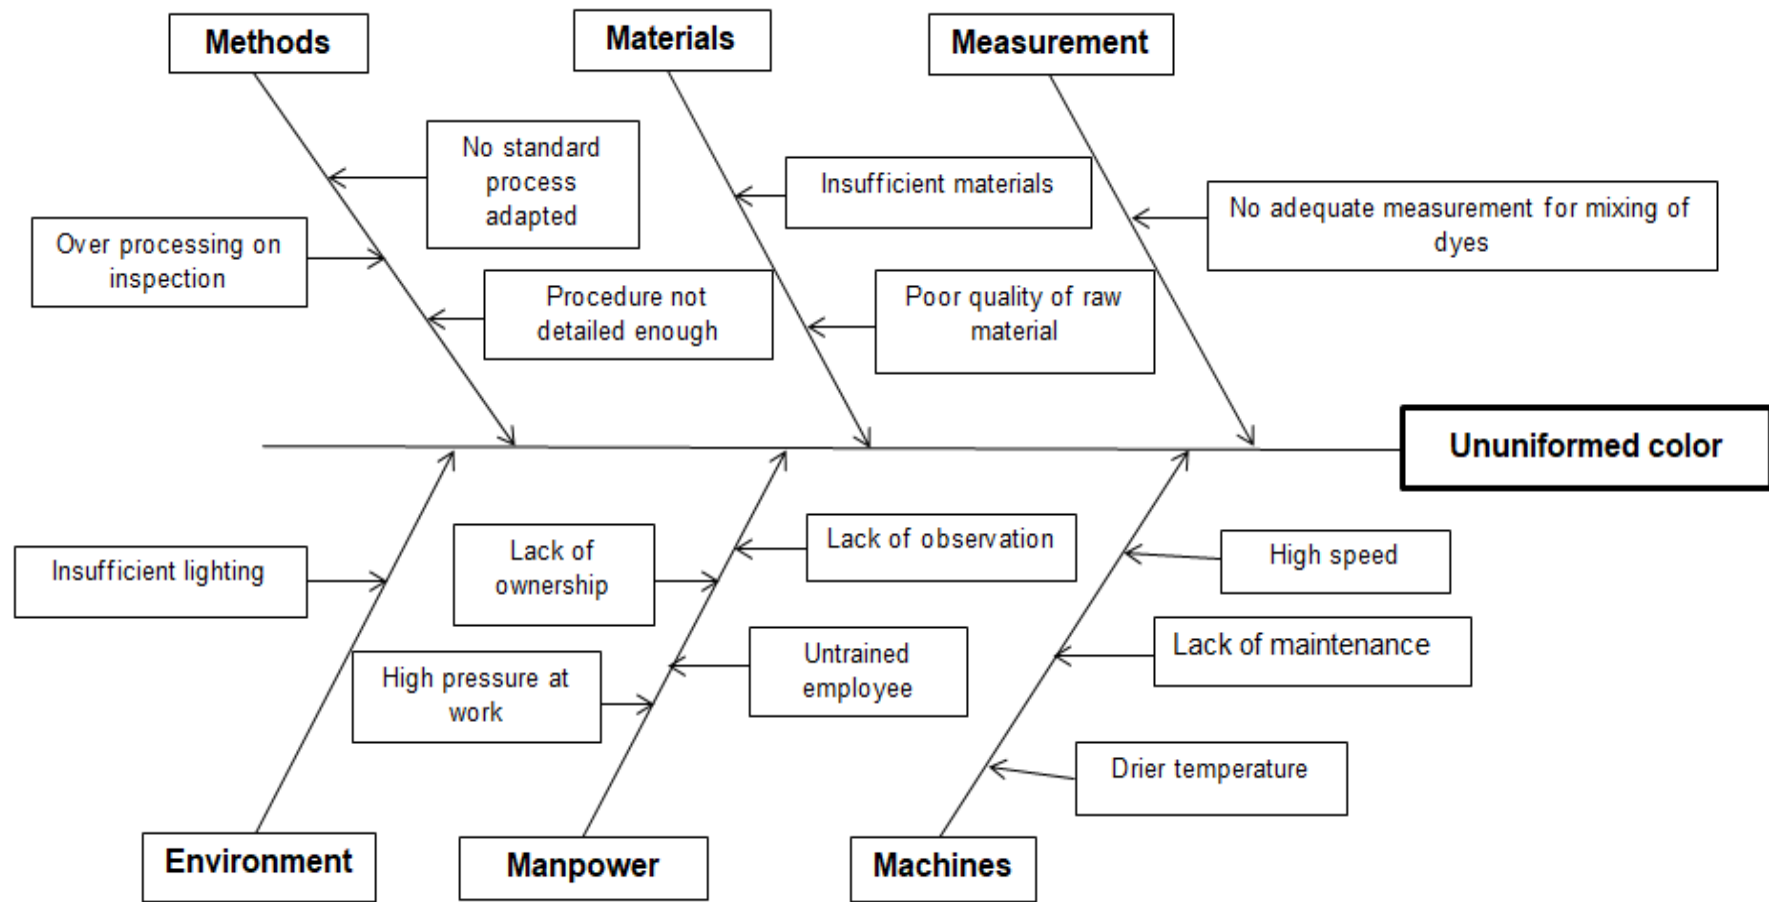 Methods
Materials
Measurement
No standard
process
adapted
Insufficient materials
No adequate measurement for mixing of
dyes
Over processing on
inspection
Procedure not
detailed enough
Poor quality of raw
material
Ununiformed color
Insufficient lighting
Lack of
ownership
Lack of observation
High speed
High pressure at
work
Untrained
employee
Lack of maintenance
Drier temperature
Environment
Manpower
Machines